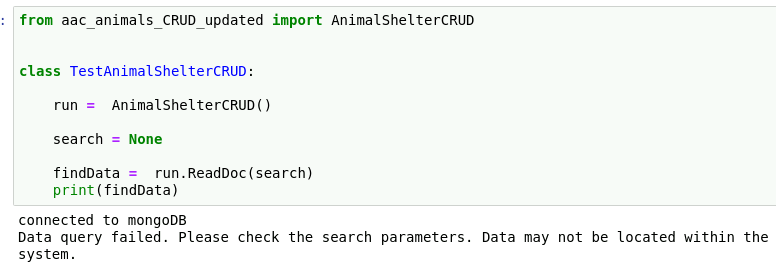 :
from aac_animals_CRUD_updated import AnimalShelterCRUD
class TestAnimalShelterCRUD:
run =  AnimalShelterCRUD()
search = None
findData =  run.ReadDoc(search)
print(findData)
connected to mongoDB
Data query failed. Please check the search parameters. Data may not be located within the
system.